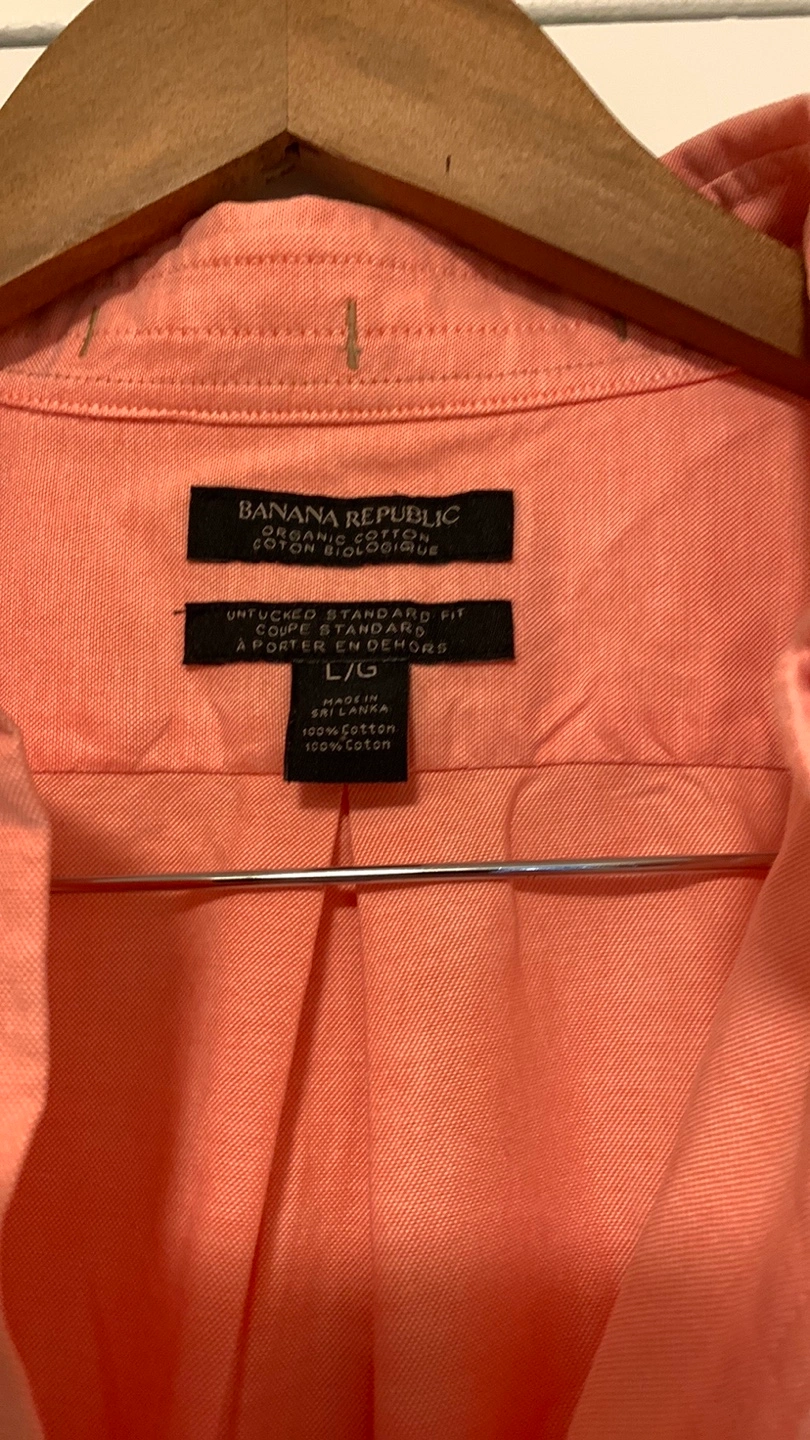 BANANA REPUBLIC
ORGANIC COTTON
COTON BIOLOGIQUE
UNTUCKED STANDARD FIT
COUPE STANDARD
À PORTER EN DEHORS
L/G
MADE IN
SRI LANKA
100% Cotton
100% Coton